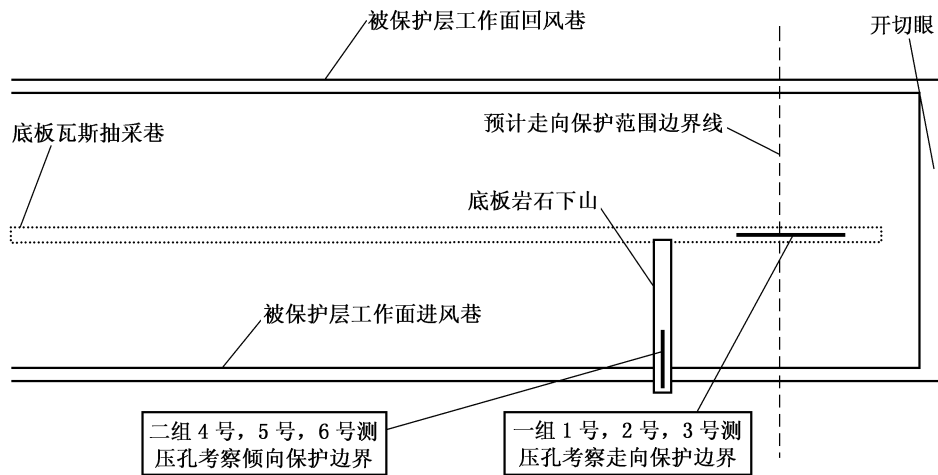 被保护层工作面回风巷
开切眼
底板瓦斯抽采巷
预计走向保护范围边界线
底板岩石下山
被保护层工作面进风巷
二组4号，5号，6号测
压孔考察倾向保护边界
一组1号，2号，3号测
压孔考察走向保护边界